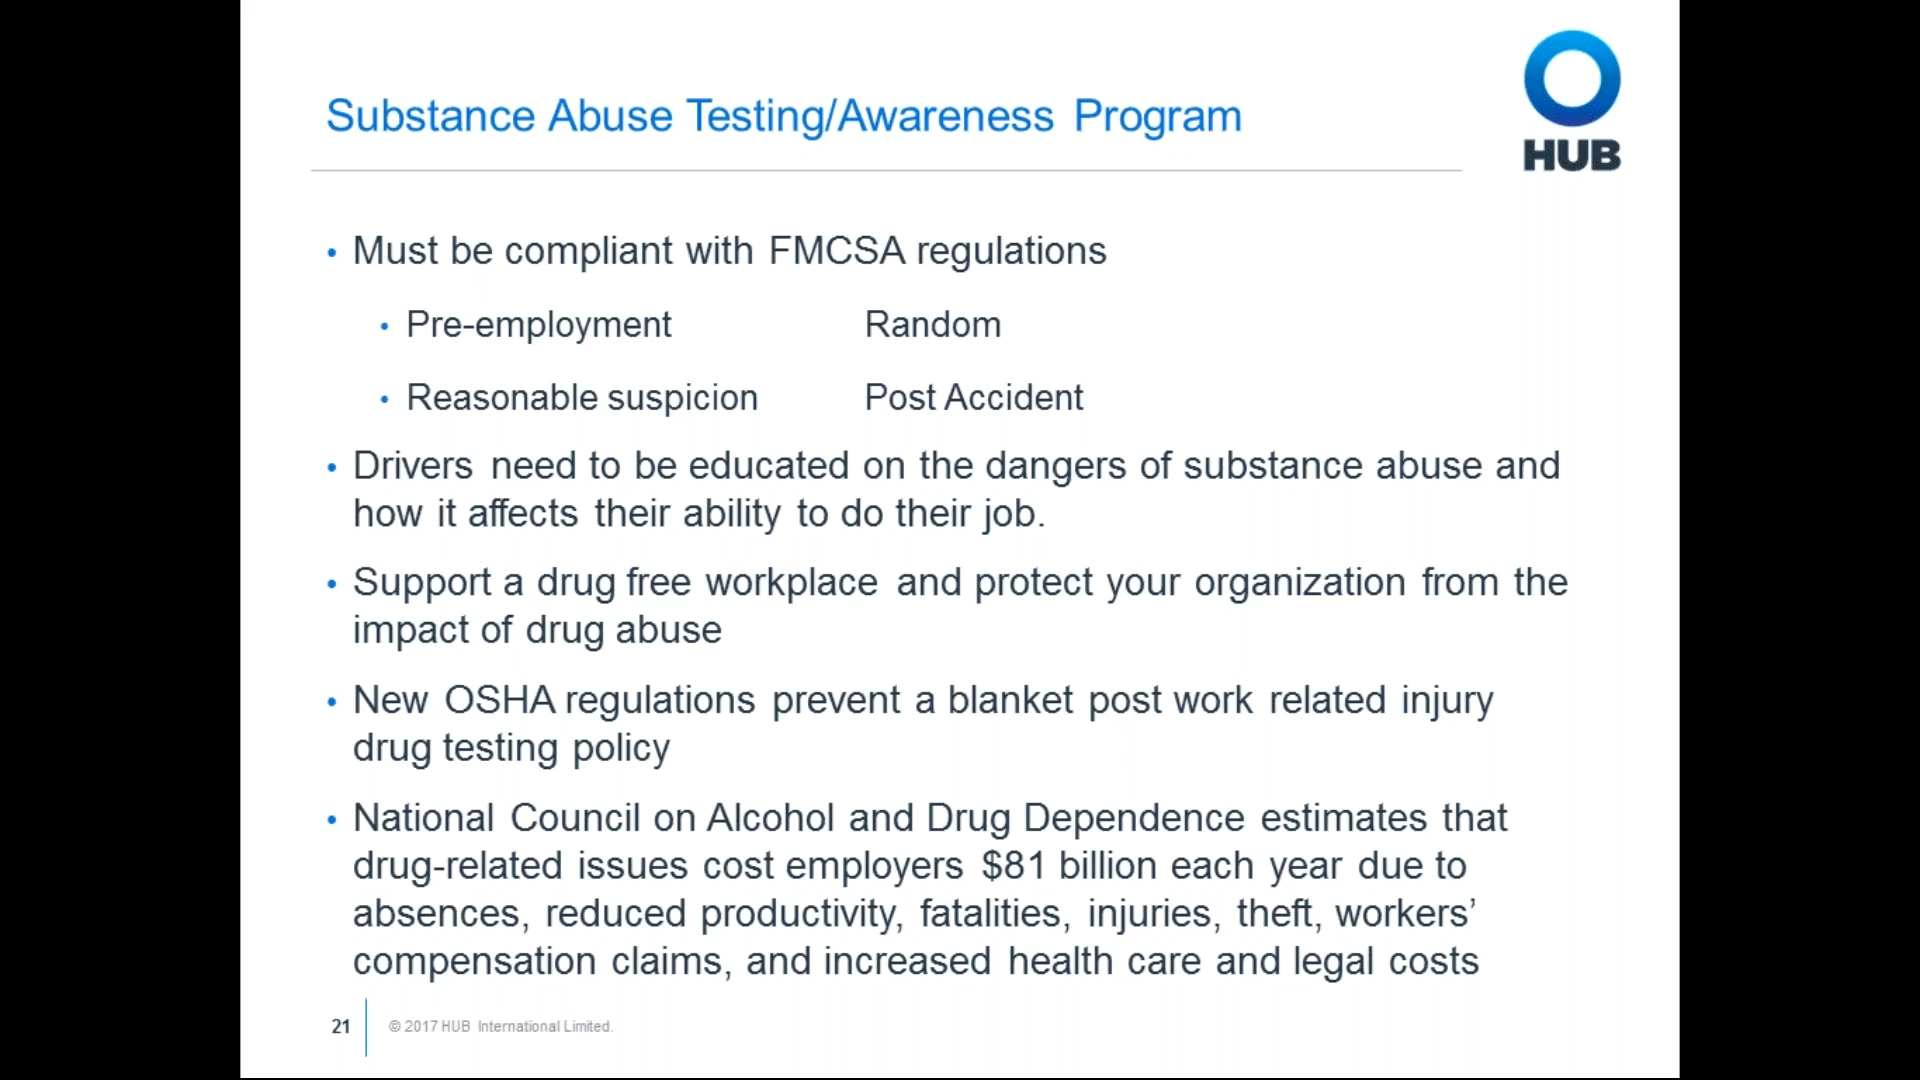 HUB
Substance Abuse Testing/Awareness Program
• Must be compliant with FMCSA regulations
• Pre-employment Random
• Reasonable suspicion Post Accident
• Drivers need to be educated on the dangers of substance abuse and
how it affects their ability to do their job.
• Support a drug free workplace and protect your organization from the
impact of drug abuse
• New OSHA regulations prevent a blanket post work related injury
drug testing policy
• National Council on Alcohol and Drug Dependence estimates that
drug-related issues cost employers $81 billion each year due to
absences, reduced productivity, fatalities, injuries, theft, workers’
compensation claims, and increased health care and legal costs
21 © 2017 HUB International Limited.